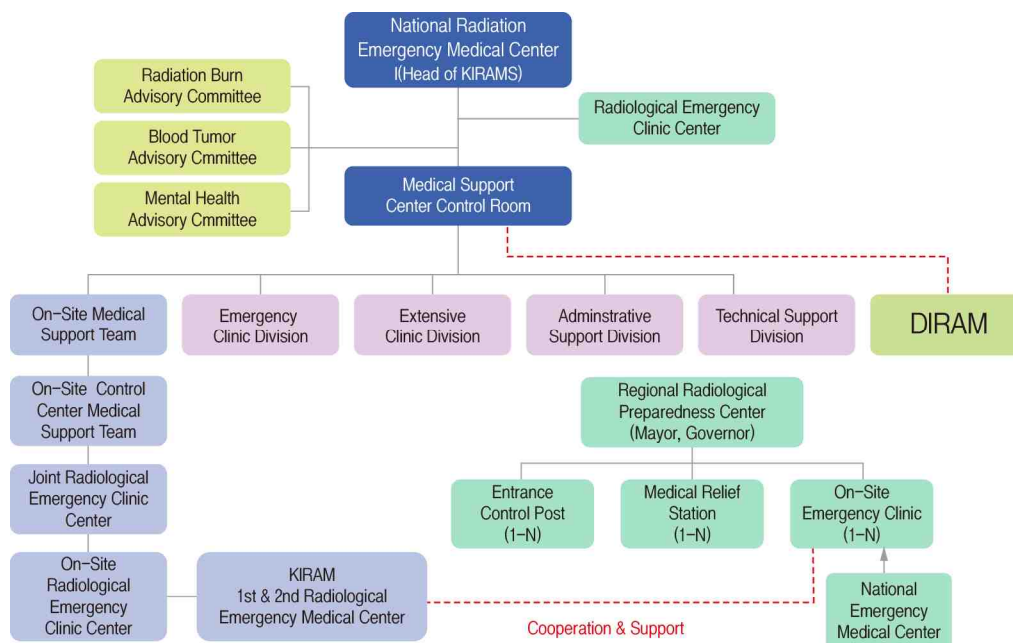 National Radiation
Emergency Medical Center
I(Head of KIRAMS)
Radiation Burn
Advisory Committee
Radiological Emergency
Clinic Center
Blood Tumor
Advisory Cmmittee
Mental Health
Advisory Committee
Medical Support
Center Control Room
On-Site Medical
Support Team
Emergency
Clinic Division
Extensive
Clinic Division
Adminstrative
Support Division
Technical Support
Division
DIRAM
On-Site Control
Center Medical
Support Team
Regional Radiological
Preparedness Center
(Mayor, Governor)
Joint Radiological
Emergency Clinic
Center
Entrance
Control Post
(1-N)
Medical Relief
Station
(1-N)
On-Site
Emergency Clinic
(1-N)
On-Site
Radiological
Emergency
Clinic Center
KIRAM
1st & 2nd Radiological
Emergency Medical Center
National
Emergency
Medical Center
Cooperation & Support